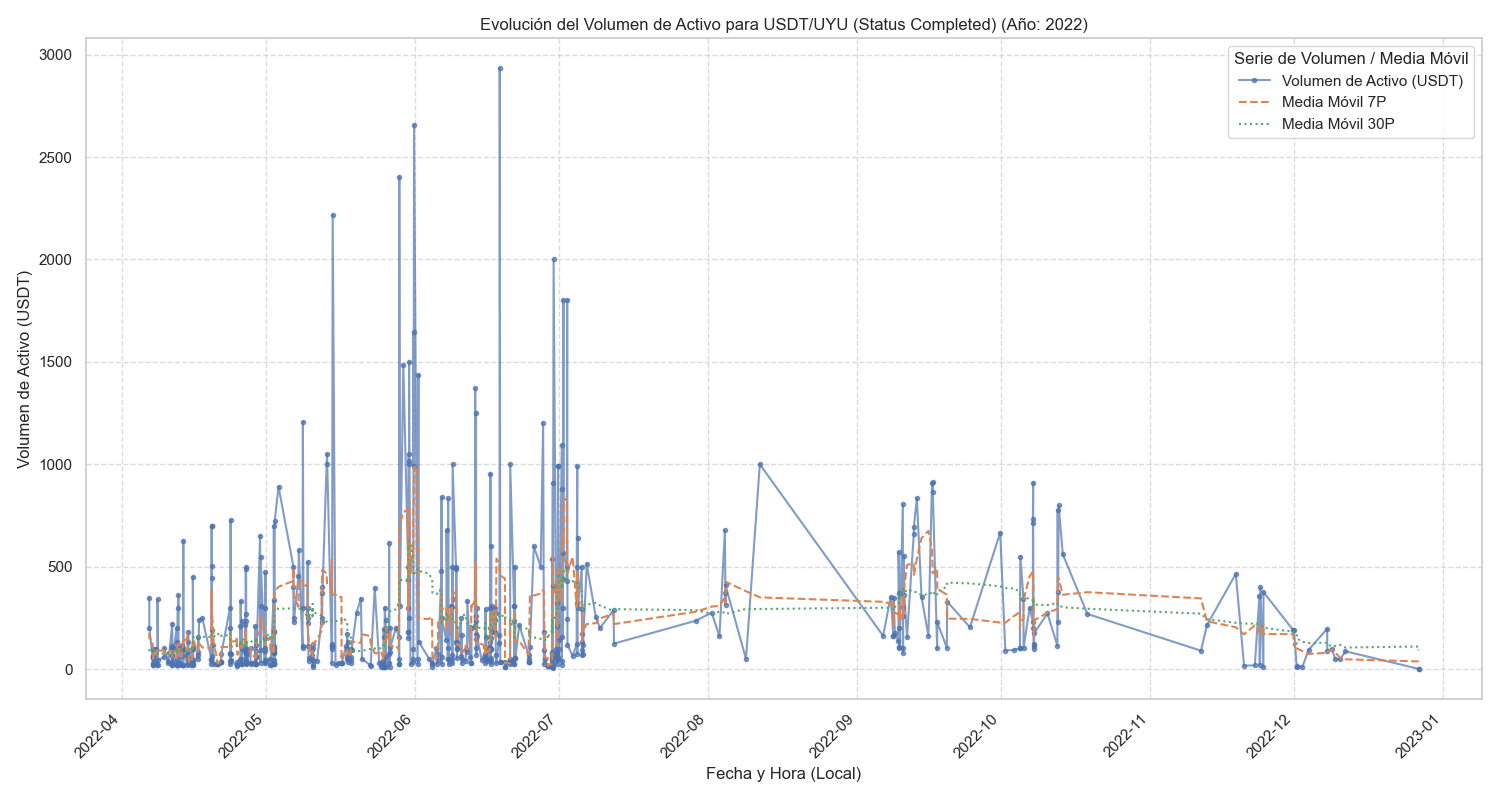 Evolución del Volumen de Activo para USDT/UYU (Status Completed) (Año: 2022)
Serie de Volumen / Media Móvil
Volumen de Activo (USDT)
Media Móvil 7P
Media Móvil 30P
Volumen de Activo (USDT)
3000
2500
2000
1500
1000
500
0
2022-04
2022-05
2022-06
2022-07
2022-08
2022-09
2022-10
2022-11
2022-12
2023-01
Fecha y Hora (Local)